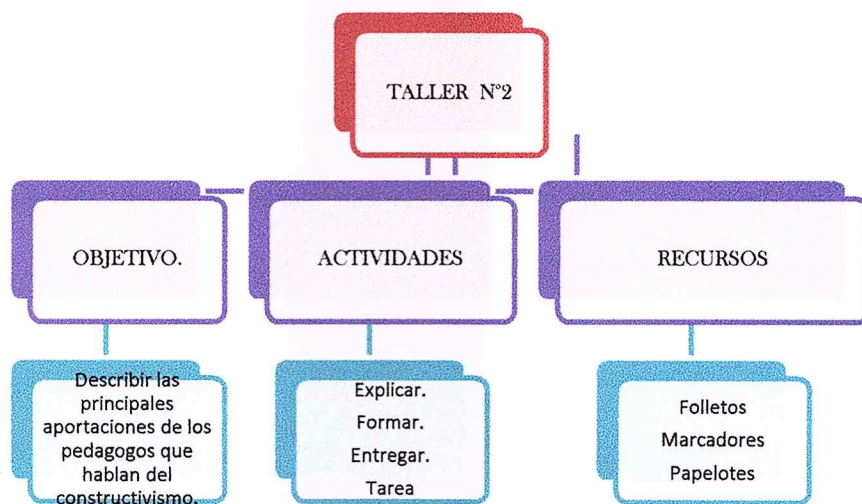 TALLER N°2
OBJETIVO.
ACTIVIDADES
RECURSOS
Describir las
principales
aportaciones de los
pedagogos que
hablan del
constructivismo.
Explicar.
Formar.
Entregar.
Tarea
Folletos
Marcadores
Papelotes